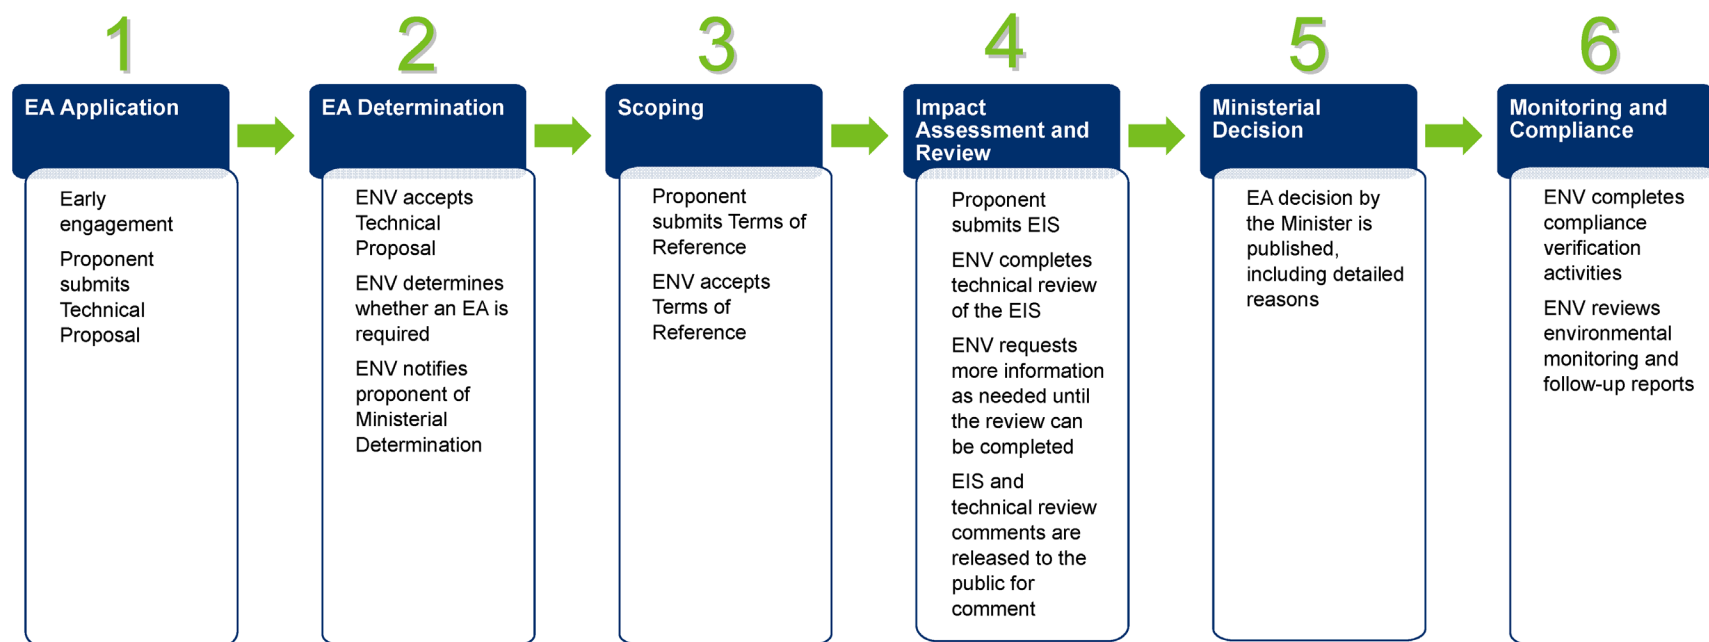 1
EA Application
Early
engagement
Proponent
submits
Technical
Proposal
2
EA Determination
ENV accepts
Technical
Proposal
ENV determines
whether an EA is
required
ENV notifies
proponent of
Ministerial
Determination
3
Scoping
Proponent
submits Terms of
Reference
ENV accepts
Terms of
Reference
4
Impact
Assessment and
Review
Proponent
submits EIS
ENV completes
technical review
of the EIS
ENV requests
more information
as needed until
the review can
be completed
EIS and
technical review
comments are
released to the
public for
comment
5
Ministerial
Decision
EA decision by
the Minister is
published,
including detailed
reasons
6
Monitoring and
Compliance
ENV completes
compliance
verification
activities
ENV reviews
environmental
monitoring and
follow-up reports